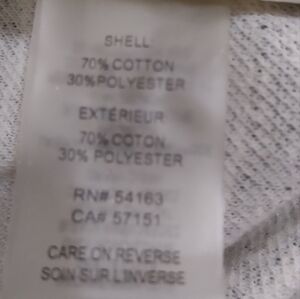 SHELL:
70% COTTON
30% POLYESTER
EXTÉRIEUR
70% COTON
30% POLYESTER
RN# 54163
CA# 57151
CARE ON REVERSE
SOIN SUR L'INVERSE